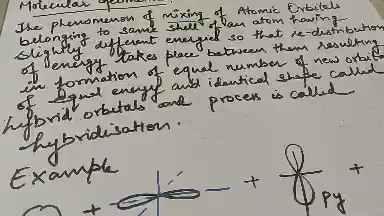 Molecular Geometr
The phenomenon of mixing of Atomic Orbitals
belonging to same shell of an atom having
slightly different energies so that re-distribution
of energy takes place between them resulting
in formation of equal number of new orbita
of equal energy and identical shape called
hybrid orbitals and process is called
hybridisation.
Example
+ + Py +